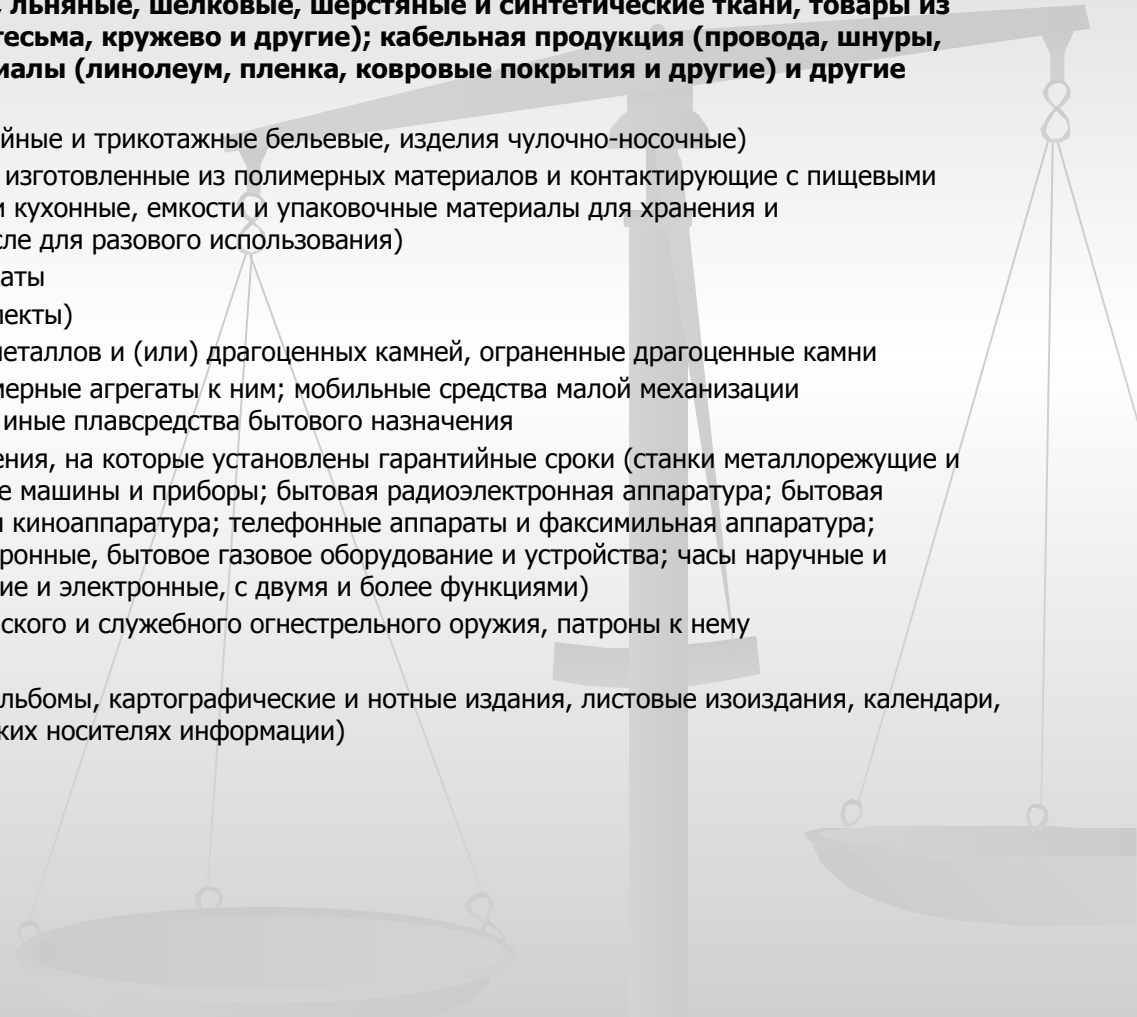 , льняные, шелковые, шерстяные и синтетические ткани, товары из
тесьма, кружево и другие); кабельная продукция (провода, шнуры,
иалы (линолеум, пленка, ковровые покрытия и другие) и другие
йные и трикотажные бельевые, изделия чулочно-носочные)
изготовленные из полимерных материалов и контактирующие с пищевыми
и кухонные, емкости и упаковочные материалы для хранения и
сле для разового использования)
аты
лекты)
металлов и (или) драгоценных камней, ограненные драгоценные камни
мерные агрегаты к ним; мобильные средства малой механизации
иные плавсредства бытового назначения
ения, на которые установлены гарантийные сроки (станки металлорежущие и
е машины и приборы; бытовая радиоэлектронная аппаратура; бытовая
и киноаппаратура; телефонные аппараты и факсимильная аппаратура;
ронные, бытовое газовое оборудование и устройства; часы наручные и
ие и электронные, с двумя и более функциями)
ского и служебного огнестрельного оружия, патроны к нему
льбомы, картографические и нотные издания, листовые изоиздания, календари,
ких носителях информации)